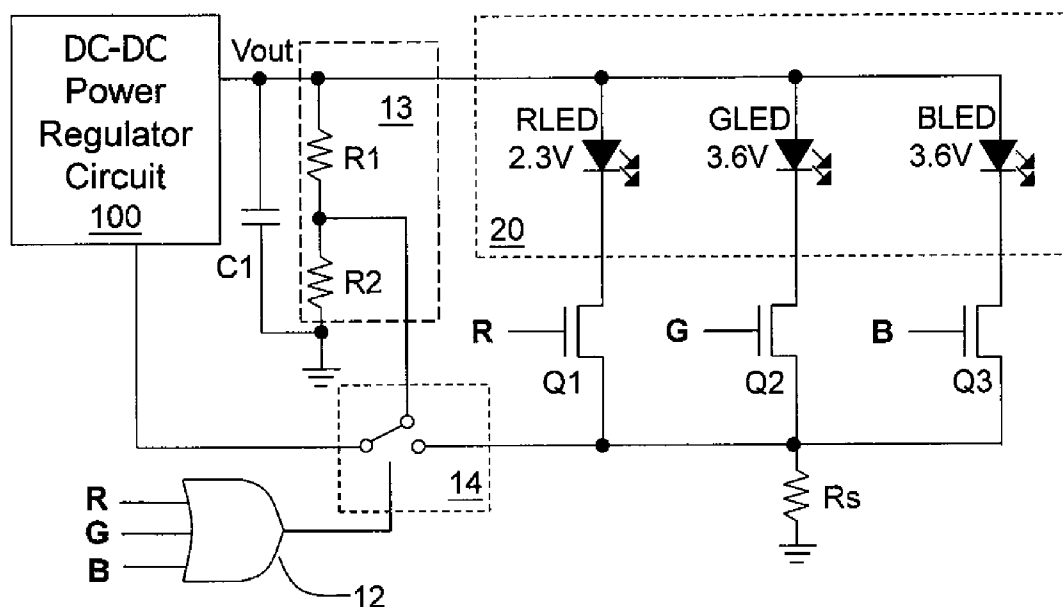 DC-DC
Power
Regulator
Circuit
100
Vout
13
R1
R2
C1
RLED
2.3V
GLED
3.6V
BLED
3.6V
20
R
Q1
G
Q2
B
Q3
14
Rs
R
G
B
12